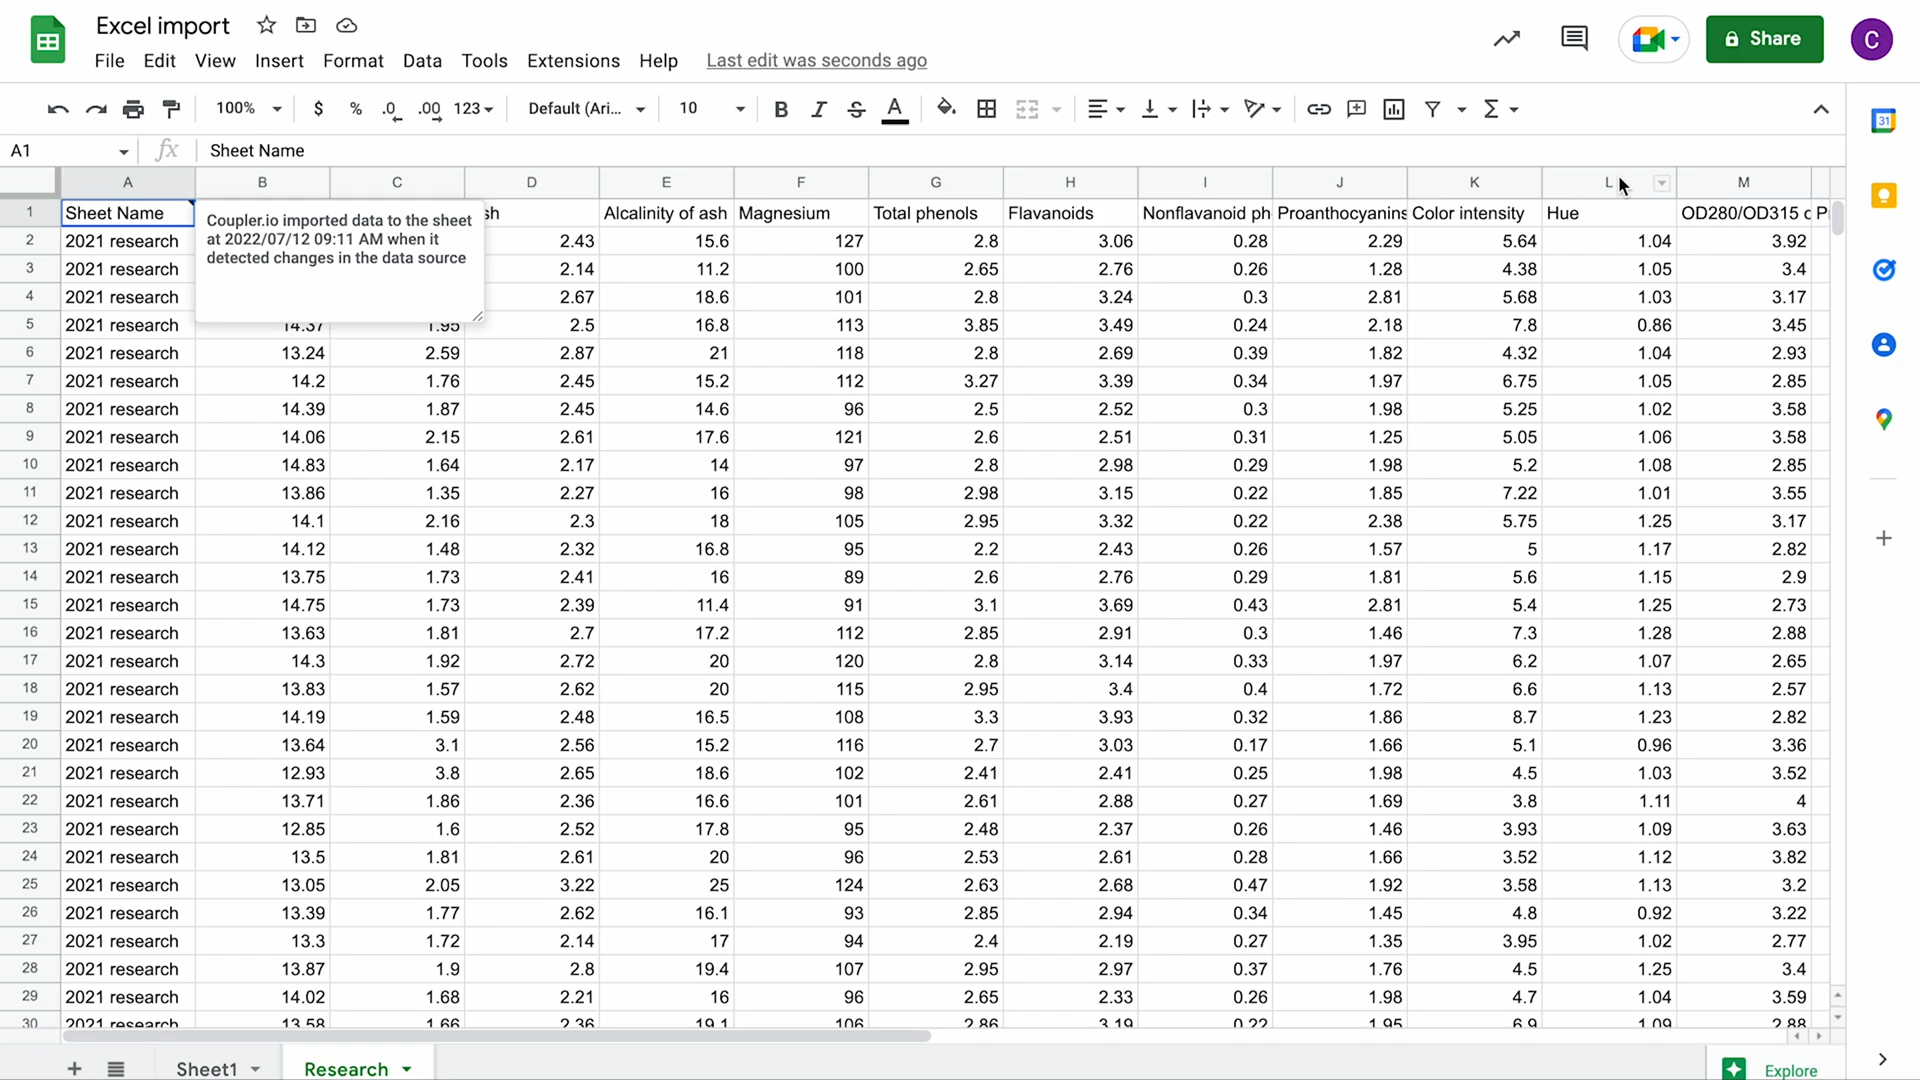 Excel import
File Edit View Insert Format Data Tools Extensions Help Last edit was seconds ago
Share
C
100% $ % .0 .00 123 Default (Ari... 10 B I S A
31
A1 fx Sheet Name
A B C D E F G H I J K L M
1 Sheet Name sh Alcalinity of ash Magnesium Total phenols Flavanoids Nonflavanoid ph Proanthocyanins Color intensity Hue OD280/OD315 c P
Coupler.io imported data to the sheet
at 2022/07/12 09:11 AM when it
detected changes in the data source
2 2021 research 2.43 15.6 127 2.8 3.06 0.28 2.29 5.64 1.04 3.92
3 2021 research 2.14 11.2 100 2.65 2.76 0.26 1.28 4.38 1.05 3.4
4 2021 research 2.67 18.6 101 2.8 3.24 0.3 2.81 5.68 1.03 3.17
5 2021 research 14.37 1.95 2.5 16.8 113 3.85 3.49 0.24 2.18 7.8 0.86 3.45
6 2021 research 13.24 2.59 2.87 21 118 2.8 2.69 0.39 1.82 4.32 1.04 2.93
7 2021 research 14.2 1.76 2.45 15.2 112 3.27 3.39 0.34 1.97 6.75 1.05 2.85
8 2021 research 14.39 1.87 2.45 14.6 96 2.5 2.52 0.3 1.98 5.25 1.02 3.58
9 2021 research 14.06 2.15 2.61 17.6 121 2.6 2.51 0.31 1.25 5.05 1.06 3.58
10 2021 research 14.83 1.64 2.17 14 97 2.8 2.98 0.29 1.98 5.2 1.08 2.85
11 2021 research 13.86 1.35 2.27 16 98 2.98 3.15 0.22 1.85 7.22 1.01 3.55
12 2021 research 14.1 2.16 2.3 18 105 2.95 3.32 0.22 2.38 5.75 1.25 3.17
13 2021 research 14.12 1.48 2.32 16.8 95 2.2 2.43 0.26 1.57 5 1.17 2.82
14 2021 research 13.75 1.73 2.41 16 89 2.6 2.76 0.29 1.81 5.6 1.15 2.9
15 2021 research 14.75 1.73 2.39 11.4 91 3.1 3.69 0.43 2.81 5.4 1.25 2.73
16 2021 research 13.63 1.81 2.7 17.2 112 2.85 2.91 0.3 1.46 7.3 1.28 2.88
17 2021 research 14.3 1.92 2.72 20 120 2.8 3.14 0.33 1.97 6.2 1.07 2.65
18 2021 research 13.83 1.57 2.62 20 115 2.95 3.4 0.4 1.72 6.6 1.13 2.57
19 2021 research 14.19 1.59 2.48 16.5 108 3.3 3.93 0.32 1.86 8.7 1.23 2.82
20 2021 research 13.64 3.1 2.56 15.2 116 2.7 3.03 0.17 1.66 5.1 0.96 3.36
21 2021 research 12.93 3.8 2.65 18.6 102 2.41 2.41 0.25 1.98 4.5 1.03 3.52
22 2021 research 13.71 1.86 2.36 16.6 101 2.61 2.88 0.27 1.69 3.8 1.11 4
23 2021 research 12.85 1.6 2.52 17.8 95 2.48 2.37 0.26 1.46 3.93 1.09 3.63
24 2021 research 13.5 1.81 2.61 20 96 2.53 2.61 0.28 1.66 3.52 1.12 3.82
25 2021 research 13.05 2.05 3.22 25 124 2.63 2.68 0.47 1.92 3.58 1.13 3.2
26 2021 research 13.39 1.77 2.62 16.1 93 2.85 2.94 0.34 1.45 4.8 0.92 3.22
27 2021 research 13.3 1.72 2.14 17 94 2.4 2.19 0.27 1.35 3.95 1.02 2.77
28 2021 research 13.87 1.9 2.8 19.4 107 2.95 2.97 0.37 1.76 4.5 1.25 3.4
29 2021 research 14.02 1.68 2.21 16 96 2.65 2.33 0.26 1.98 4.7 1.04 3.59
30 2021 research 13.58 1.66 2.36 19.1 106 2.86 3.19 0.22 1.95 6.9 1.09 2.88
Sheet1 Research Explore